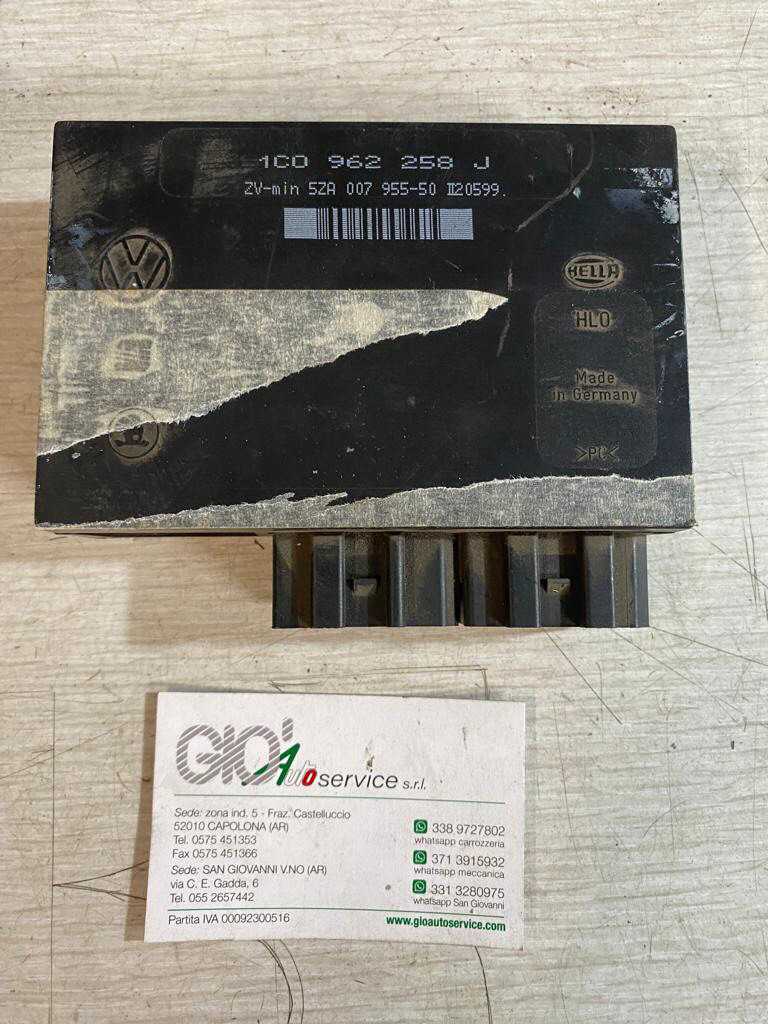 1C0 962 258 J
ZV-min 5ZA 007 955-50 II20599.
HELLA
HLO
Made
in Germany
>PC<
GIO' Auto service s.r.l.
Sede: zona ind. 5 - Fraz. Castelluccio
52010 CAPOLONA (AR)
Tel. 0575 451353
Fax 0575 451366
Sede: SAN GIOVANNI V.NO (AR)
via C. E. Gadda, 6
Tel. 055 2657442
Partita IVA 00092300516
338 9727802
whatsapp carrozzeria
371 3915932
whatsapp meccanica
331 3280975
whatsapp San Giovanni
www.gioautoservice.com